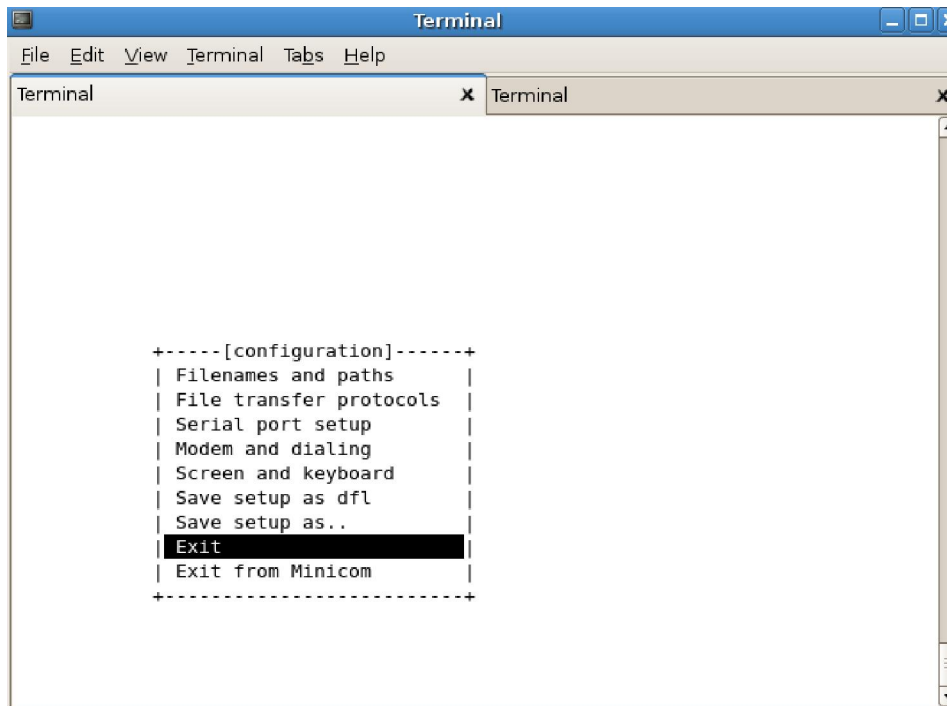 Terminal
File Edit View Terminal Tabs Help
Terminal x Terminal x
+-----[configuration]------+
| Filenames and paths |
| File transfer protocols |
| Serial port setup |
| Modem and dialing |
| Screen and keyboard |
| Save setup as dfl |
| Save setup as.. |
| Exit |
| Exit from Minicom |
+--------------------------+